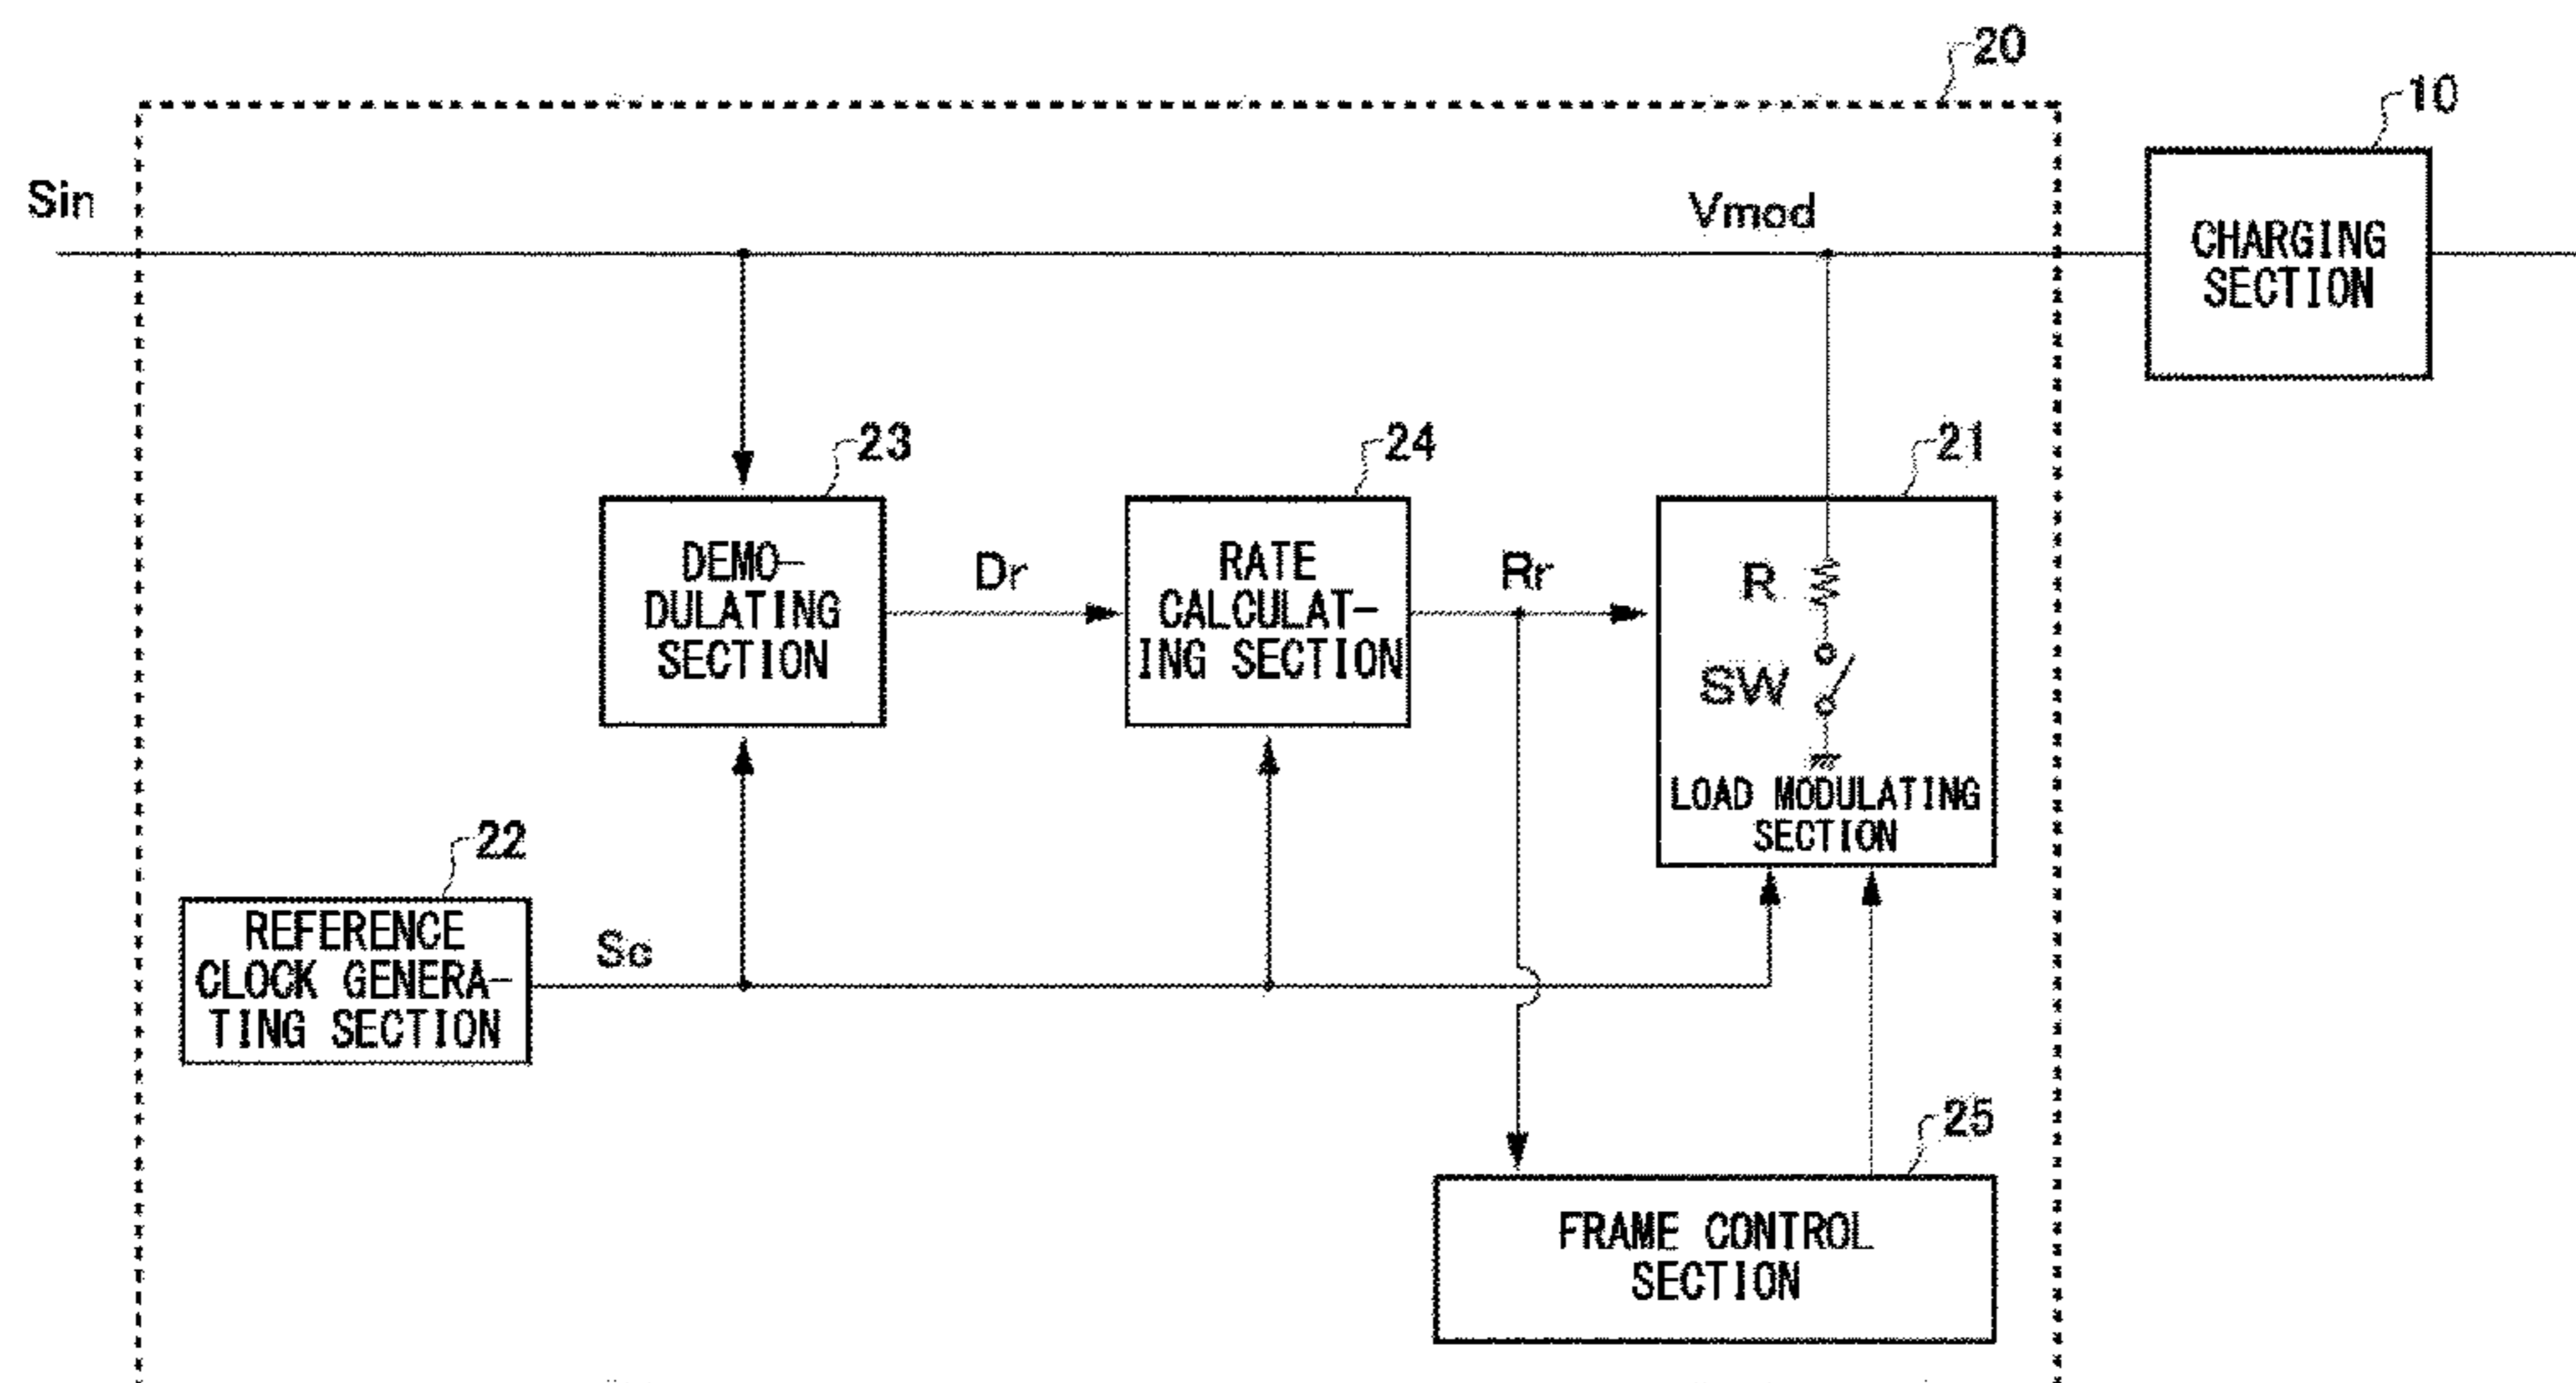 20
10
Sin
Vmod
CHARGING
SECTION
23
24
21
DEMO-
DULATING
SECTION
Dr
RATE
CALCULAT-
ING SECTION
Rr
R
SW
LOAD MODULATING
SECTION
22
REFERENCE
CLOCK GENERA-
TING SECTION
Sc
25
FRAME CONTROL
SECTION